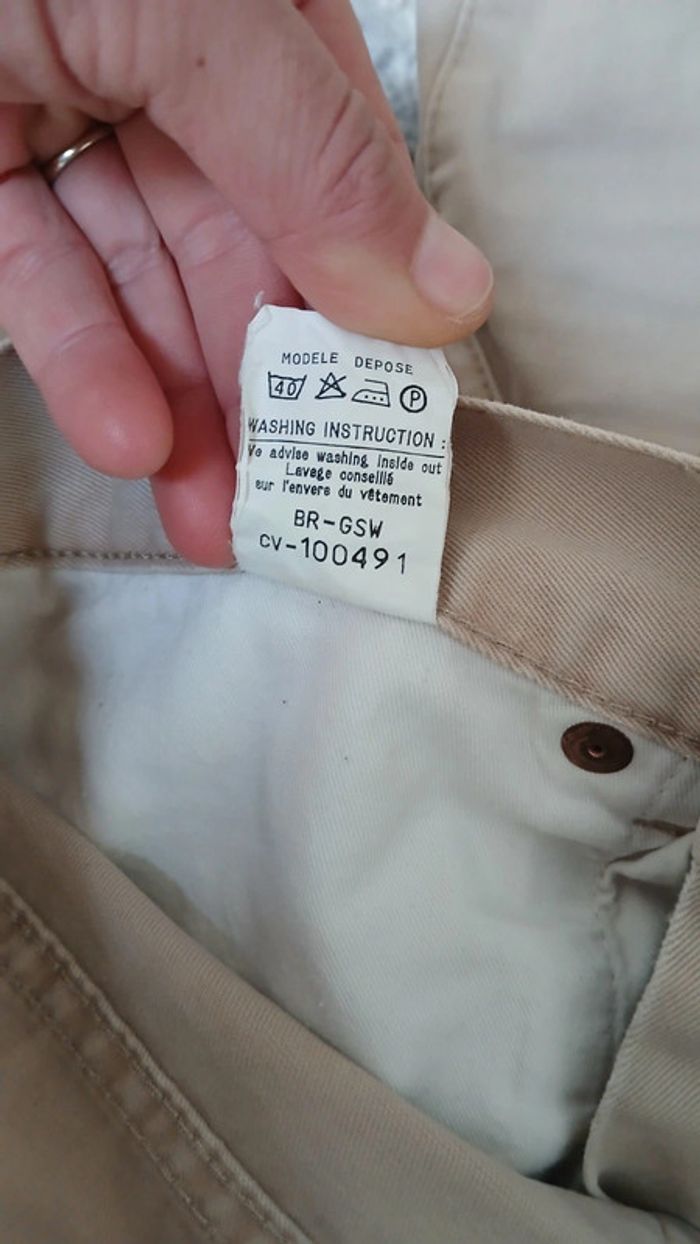 MODELE DEPOSE
40 P
WASHING INSTRUCTION :
We advise washing inside out
Lavage conseillé
sur l'envers du vêtement
BR-GSW
CV-100491